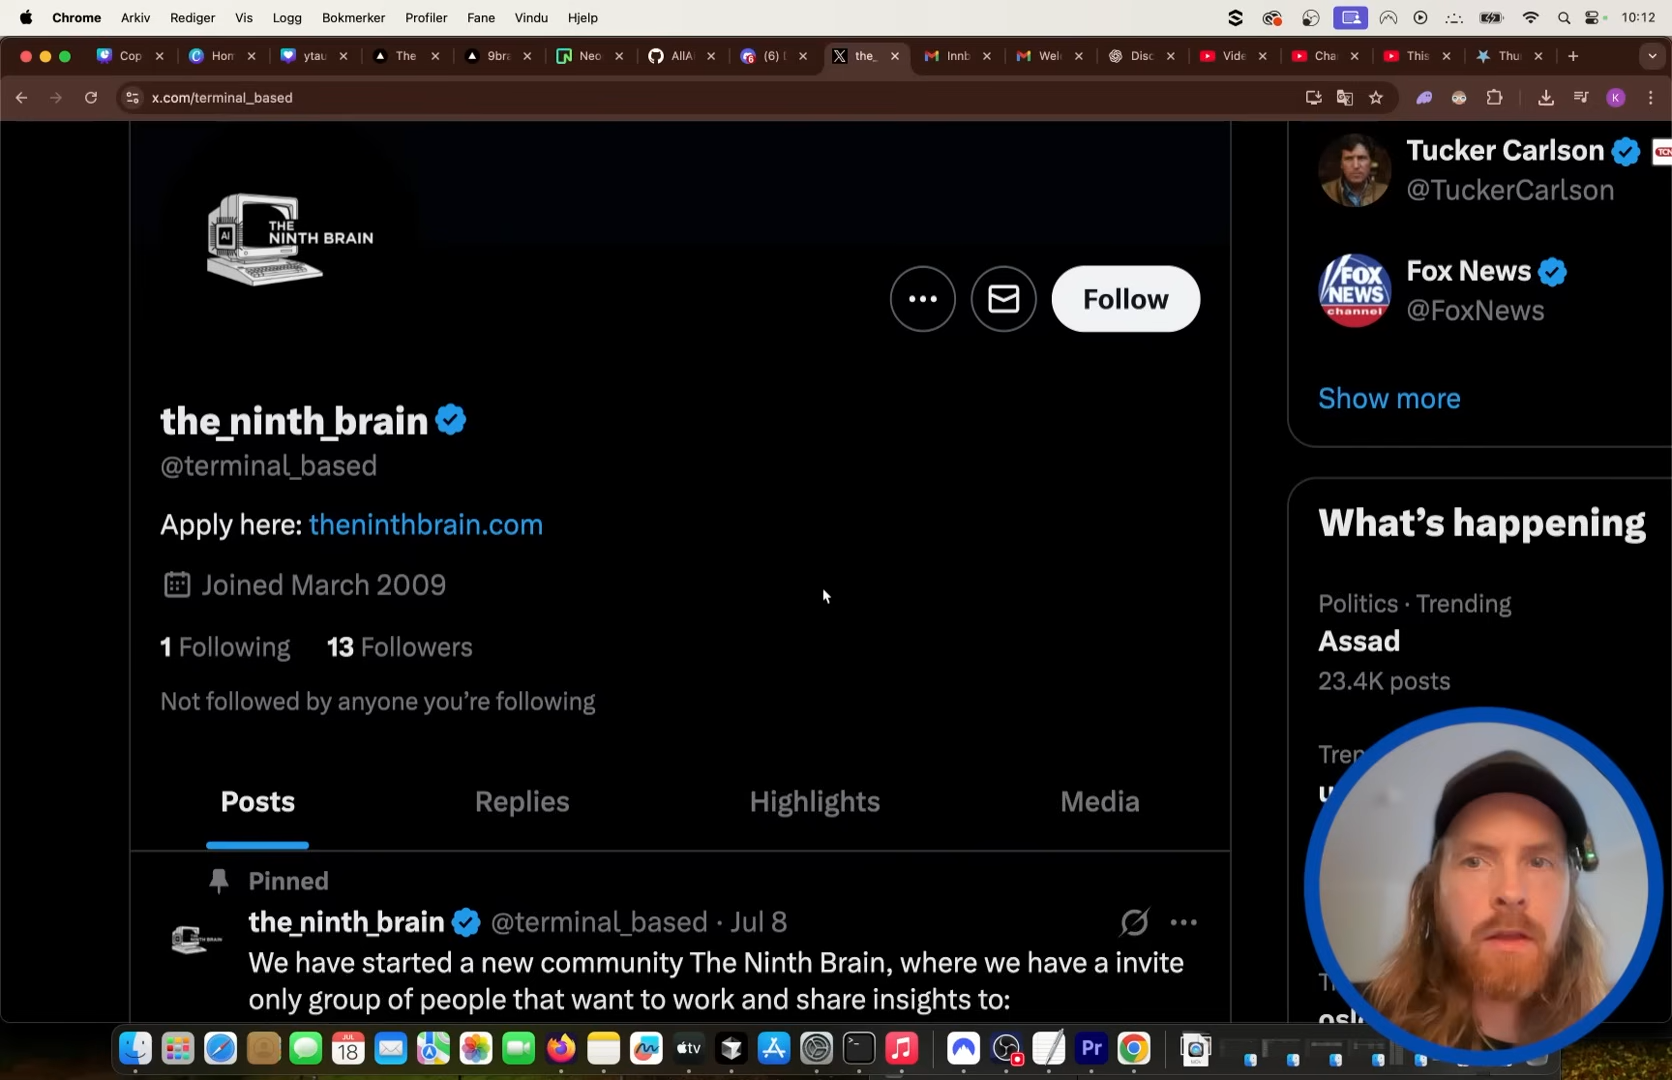 Chrome Arkiv Rediger Vis Logg Bokmerker Profiler Fane Vindu Hjelp 10:12
Cop Hom ytau The 9bra Neo AllA (6) the_ Innb Wel Disc Vide Cha This Thu
x.com/terminal_based K
THE
NINTH BRAIN
AI
Follow
the_ninth_brain
@terminal_based
Apply here: theninthbrain.com
Joined March 2009
1 Following 13 Followers
Not followed by anyone you're following
Posts Replies Highlights Media
Pinned
the_ninth_brain @terminal_based · Jul 8
We have started a new community The Ninth Brain, where we have a invite
only group of people that want to work and share insights to:
Tucker Carlson
@TuckerCarlson
FOX
NEWS
channel
Fox News
@FoxNews
Show more
What's happening
Politics · Trending
Assad
23.4K posts
JUL
18
tv
Pr